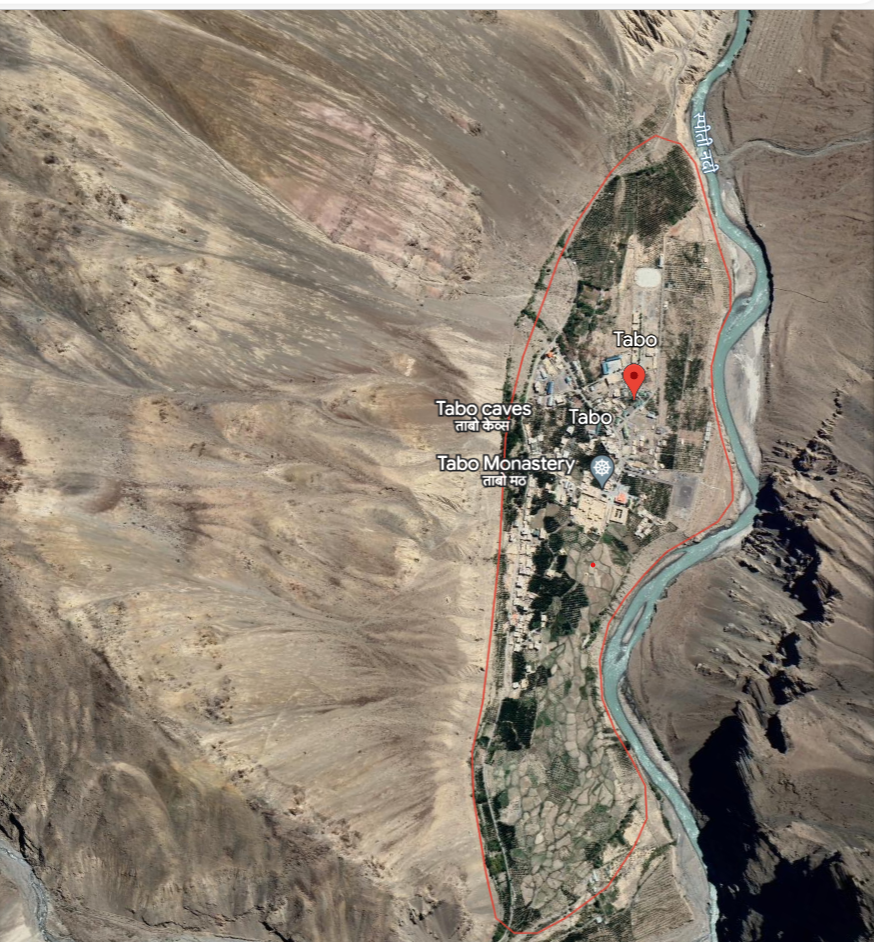 स्पीती नदी
Tabo
Tabo caves
ताबो केव्स
Tabo
Tabo Monastery
ताबो मठ